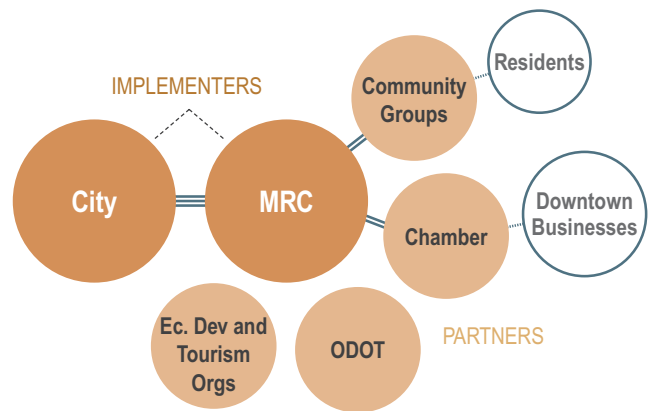 IMPLEMENTERS
City
MRC
Community
Groups
Residents
Chamber
Downtown
Businesses
Ec. Dev and
Tourism
Orgs
ODOT
PARTNERS